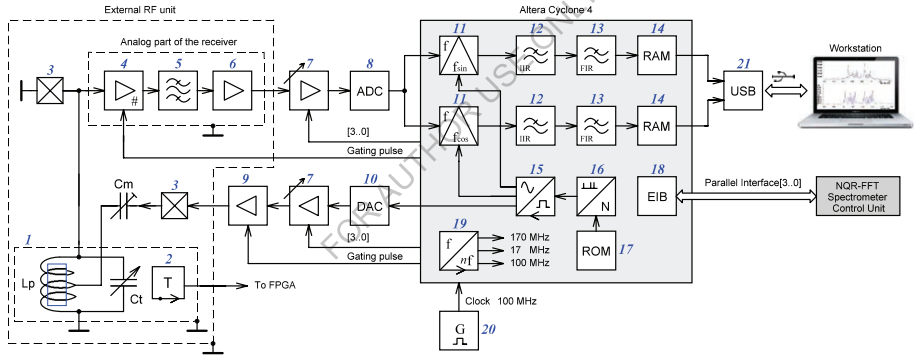 External RF unit
Altera Cyclone 4
Analog part of the receiver
3
4
5
6
7
8
11
12
13
14
21
Workstation
#
ADC
f
fsin
IIR
FIR
RAM
USB
11
12
13
14
[3..0]
f
fcos
IIR
FIR
RAM
Gating pulse
Cm
3
9
7
10
15
16
18
DAC
N
EIB
Parallel Interface[3..0]
NQR-FFT
Spectrometer
Control Unit
[3..0]
Gating pulse
19
f
nf
170 MHz
17 MHz
100 MHz
ROM
17
1
2
Lp
Ct
T
To FPGA
Clock 100 MHz
G
20
FOR AUTHOR USE ONL